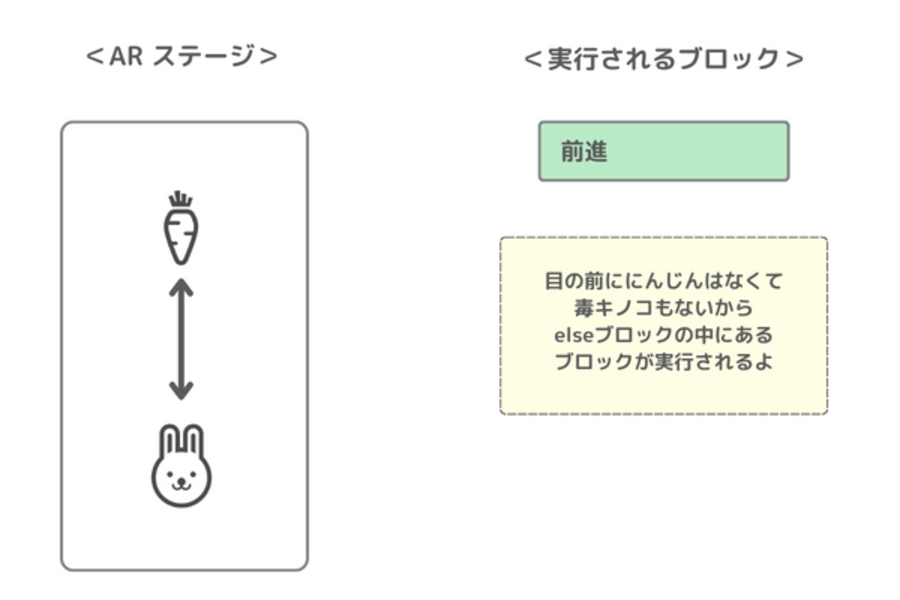 ＜AR ステージ＞
＜実行されるブロック＞
前進
目の前ににんじんはなくて
毒キノコもないから
elseブロックの中にある
ブロックが実行されるよ